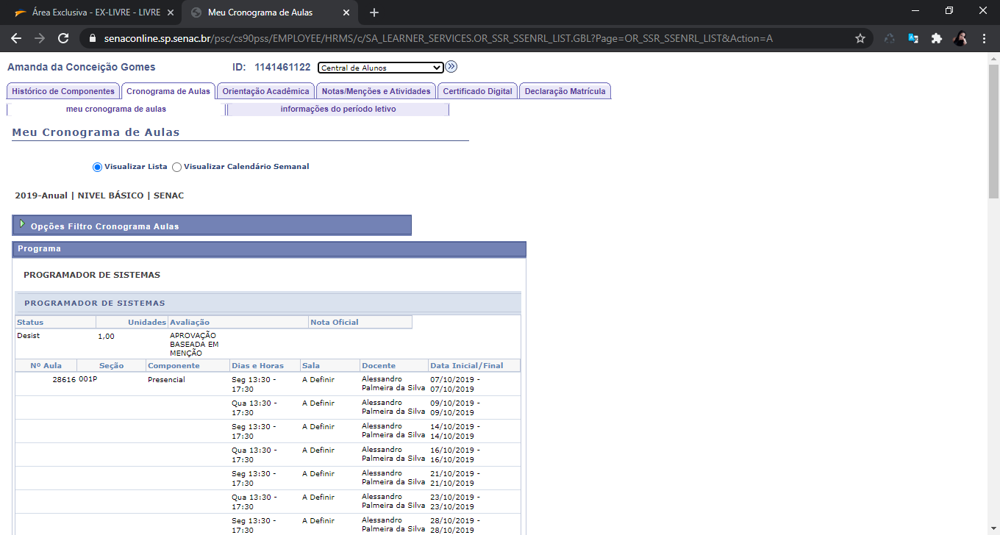 Área Exclusiva - EX-LIVRE - LIVRE
Meu Cronograma de Aulas
senaconline.sp.senac.br/psc/cs90pss/EMPLOYEE/HRMS/c/SA_LEARNER_SERVICES.OR_SSR_SSENRL_LIST.GBL?Page=OR_SSR_SSENRL_LIST&Action=A
Amanda da Conceição Gomes ID: 1141461122 Central de Alunos
Histórico de Componentes Cronograma de Aulas Orientação Acadêmica Notas/Menções e Atividades Certificado Digital Declaração Matrícula
meu cronograma de aulas informações do período letivo
Meu Cronograma de Aulas
Visualizar Lista Visualizar Calendário Semanal
2019-Anual | NIVEL BÁSICO | SENAC
Opções Filtro Cronograma Aulas
Programa
PROGRAMADOR DE SISTEMAS
PROGRAMADOR DE SISTEMAS
Status Unidades Avaliação Nota Oficial
Desist 1,00 APROVAÇÃO
BASEADA EM
MENÇÃO
Nº Aula Seção Componente Dias e Horas Sala Docente Data Inicial/Final
28616 001P Presencial Seg 13:30 - A Definir Alessandro 07/10/2019 -
17:30 Palmeira da Silva 07/10/2019
Qua 13:30 - A Definir Alessandro 09/10/2019 -
17:30 Palmeira da Silva 09/10/2019
Seg 13:30 - A Definir Alessandro 14/10/2019 -
17:30 Palmeira da Silva 14/10/2019
Qua 13:30 - A Definir Alessandro 16/10/2019 -
17:30 Palmeira da Silva 16/10/2019
Seg 13:30 - A Definir Alessandro 21/10/2019 -
17:30 Palmeira da Silva 21/10/2019
Qua 13:30 - A Definir Alessandro 23/10/2019 -
17:30 Palmeira da Silva 23/10/2019
Seg 13:30 - A Definir Alessandro 28/10/2019 -
17:30 Palmeira da Silva 28/10/2019